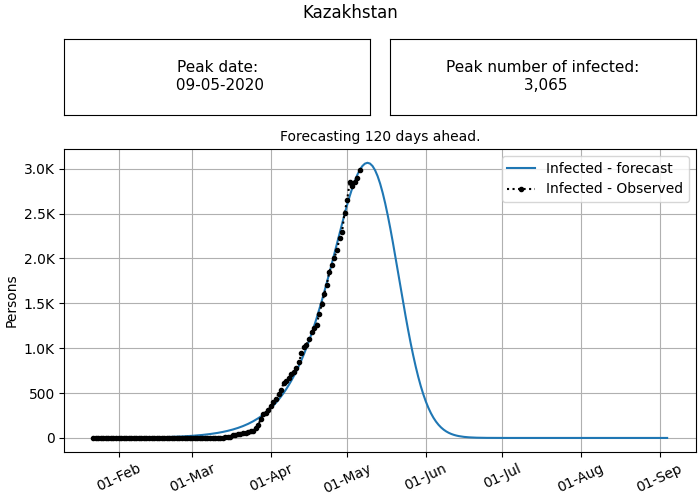 Kazakhstan
Peak date:
09-05-2020
Peak number of infected:
3,065
Forecasting 120 days ahead.
Infected - forecast
Infected - Observed
Persons
3.0K
2.5K
2.0K
1.5K
1.0K
500
0
01-Feb
01-Mar
01-Apr
01-May
01-Jun
01-Jul
01-Aug
01-Sep